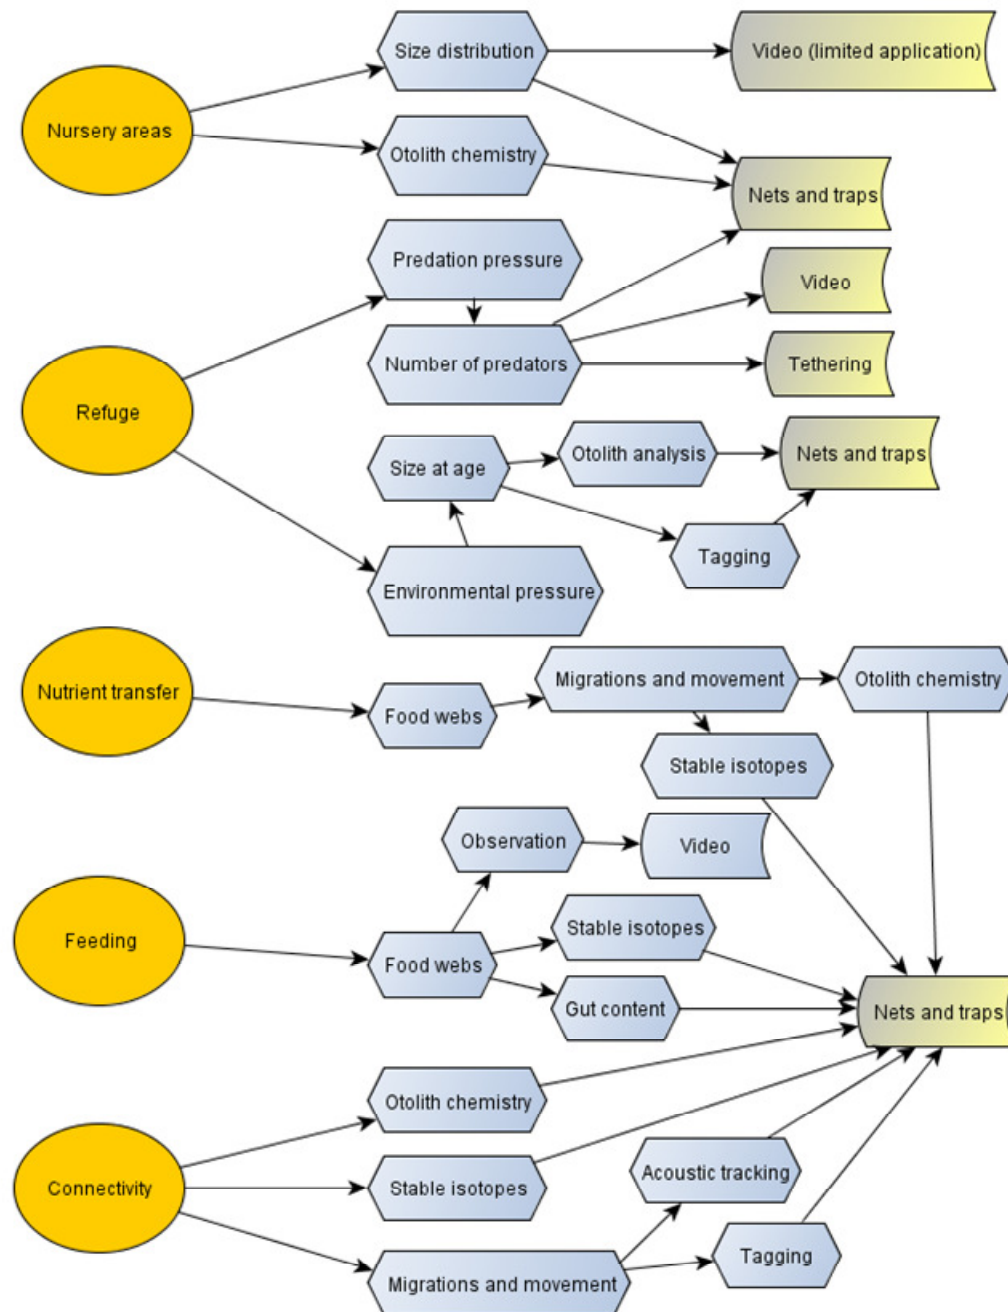 Size distribution
Video (limited application)
Nursery areas
Otolith chemistry
Nets and traps
Predation pressure
Video
Number of predators
Tethering
Refuge
Size at age
Otolith analysis
Nets and traps
Tagging
Environmental pressure
Nutrient transfer
Food webs
Migrations and movement
Otolith chemistry
Stable isotopes
Observation
Video
Feeding
Food webs
Stable isotopes
Gut content
Nets and traps
Otolith chemistry
Connectivity
Stable isotopes
Acoustic tracking
Migrations and movement
Tagging